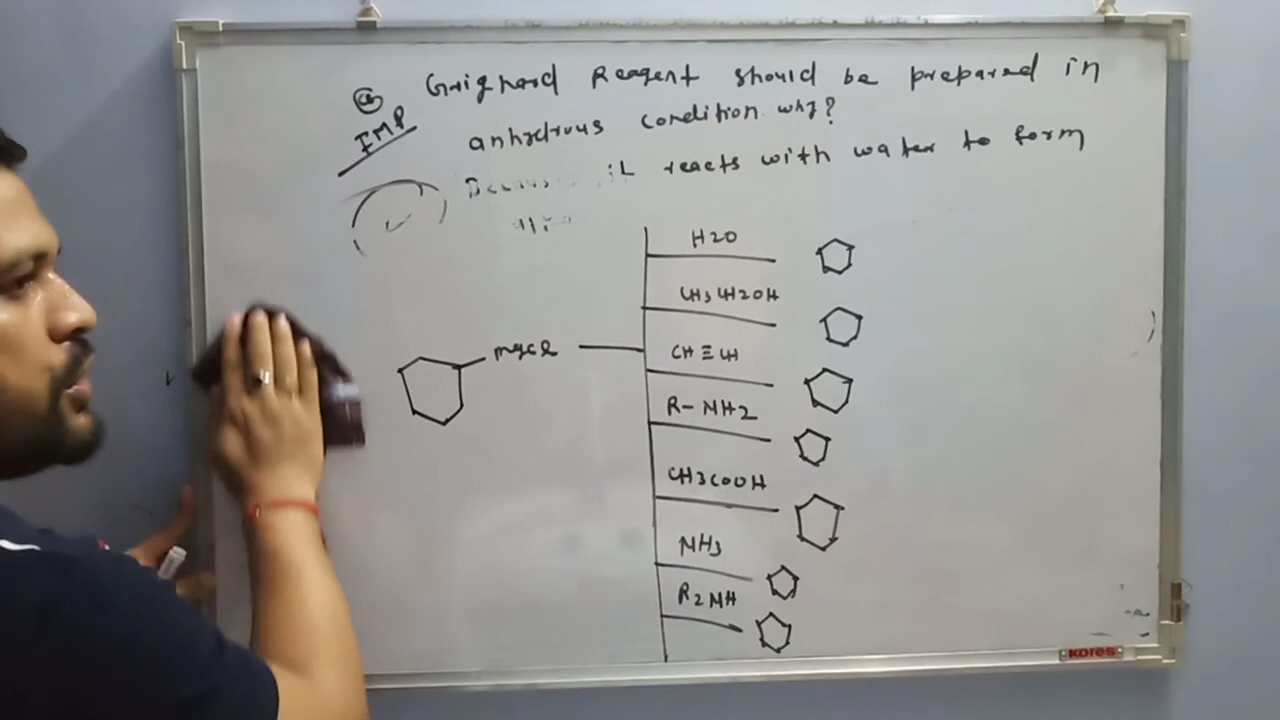 Q Grignard Reagent should be prepared in
IMP
anhydrous condition why?
it reacts with water to form
H2O
CH3CH2OH
CH≡CH
MgCl
R-NH2
CH3COOH
NH3
R2NH
KORES